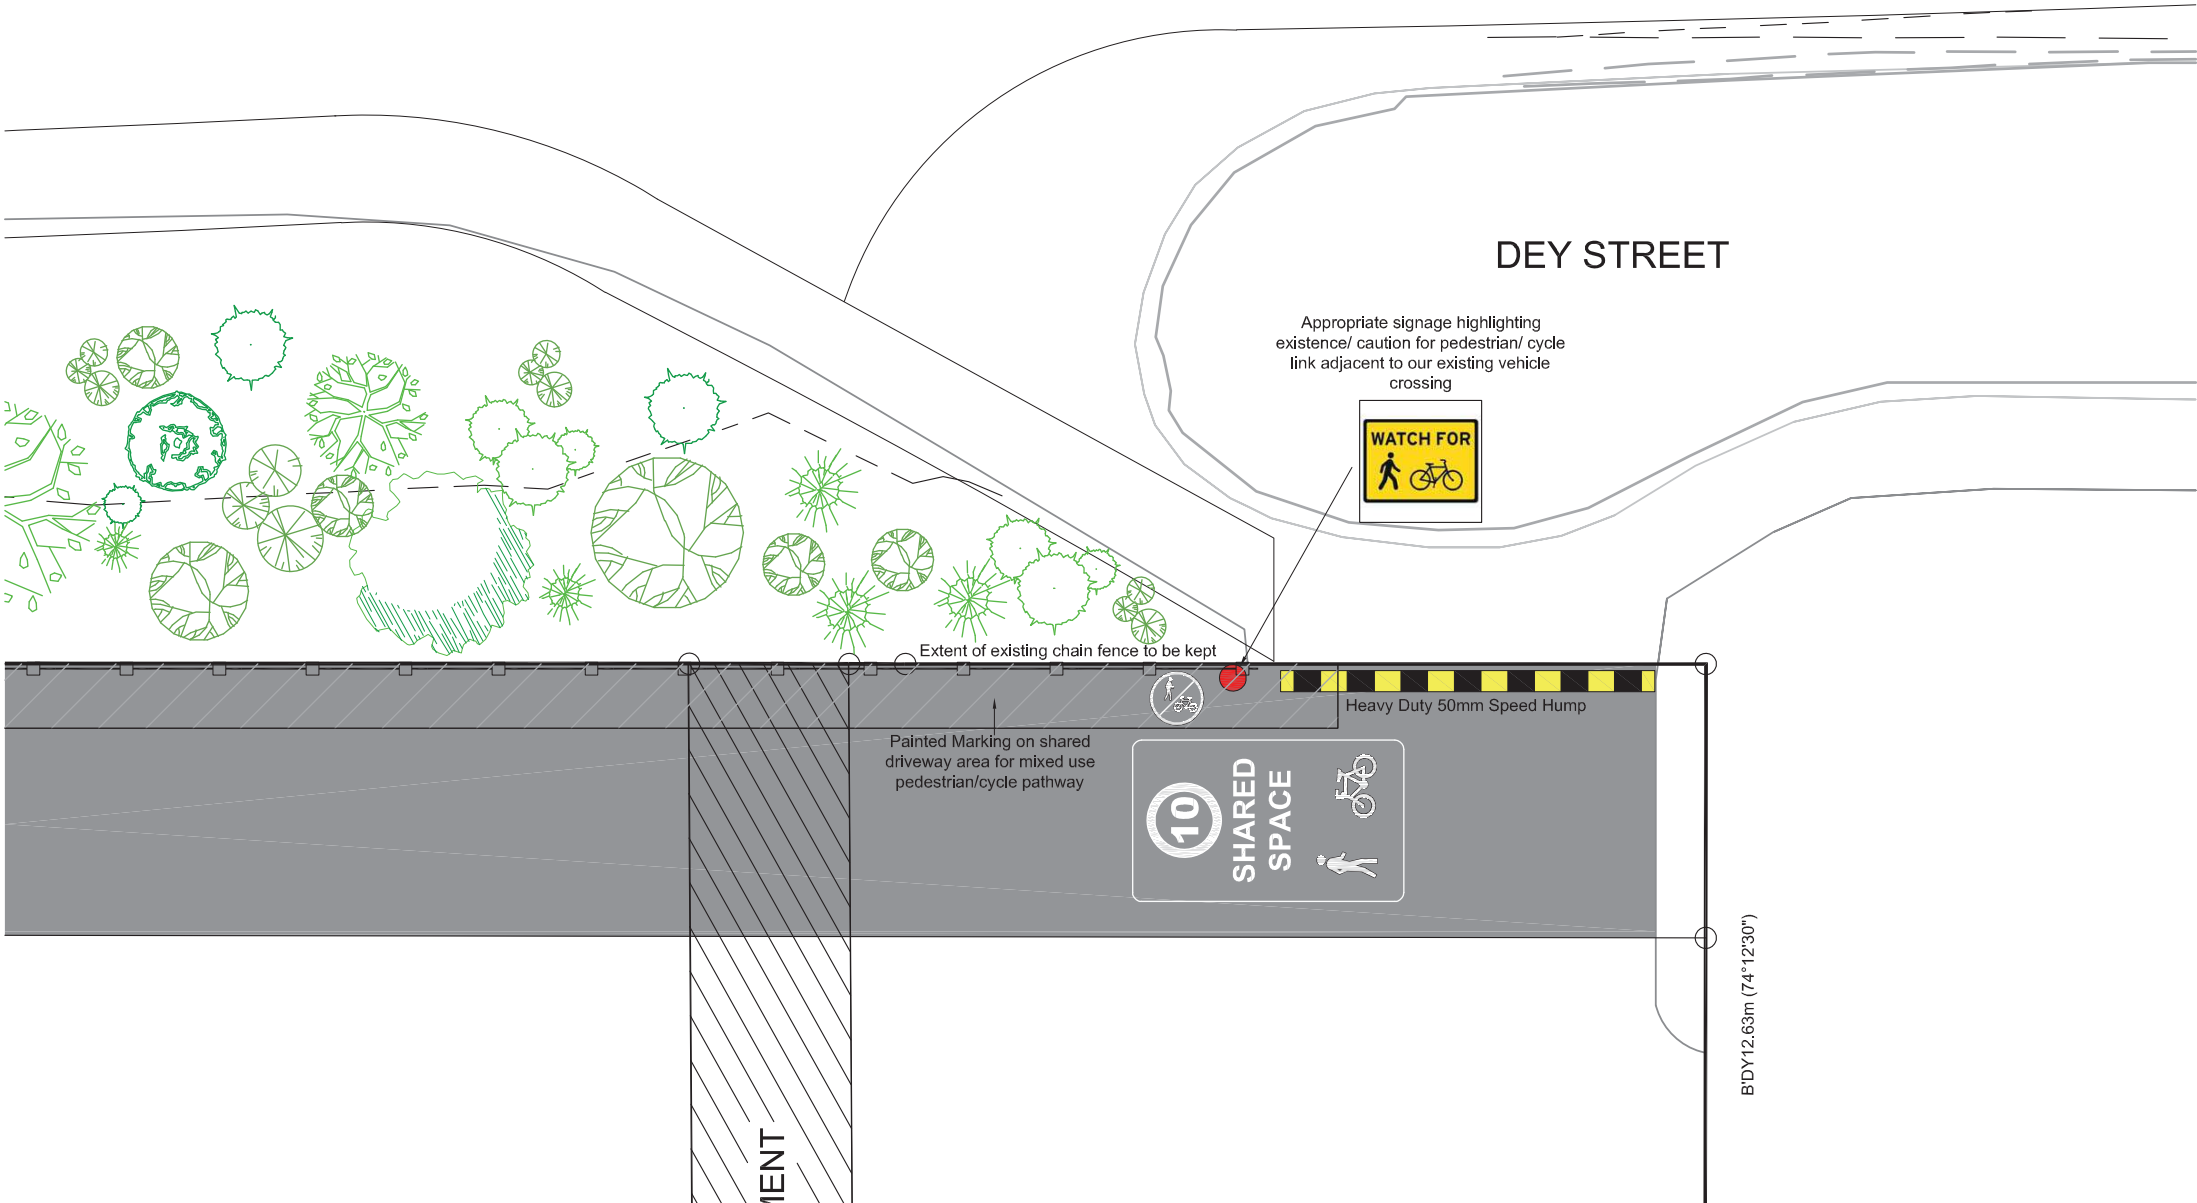 DEY STREET
Appropriate signage highlighting
existence/ caution for pedestrian/ cycle
link adjacent to our existing vehicle
crossing
WATCH FOR
Extent of existing chain fence to be kept
Heavy Duty 50mm Speed Hump
Painted Marking on shared
driveway area for mixed use
pedestrian/cycle pathway
10
SHARED
SPACE
B'DY12.63m (74°12'30")
MENT